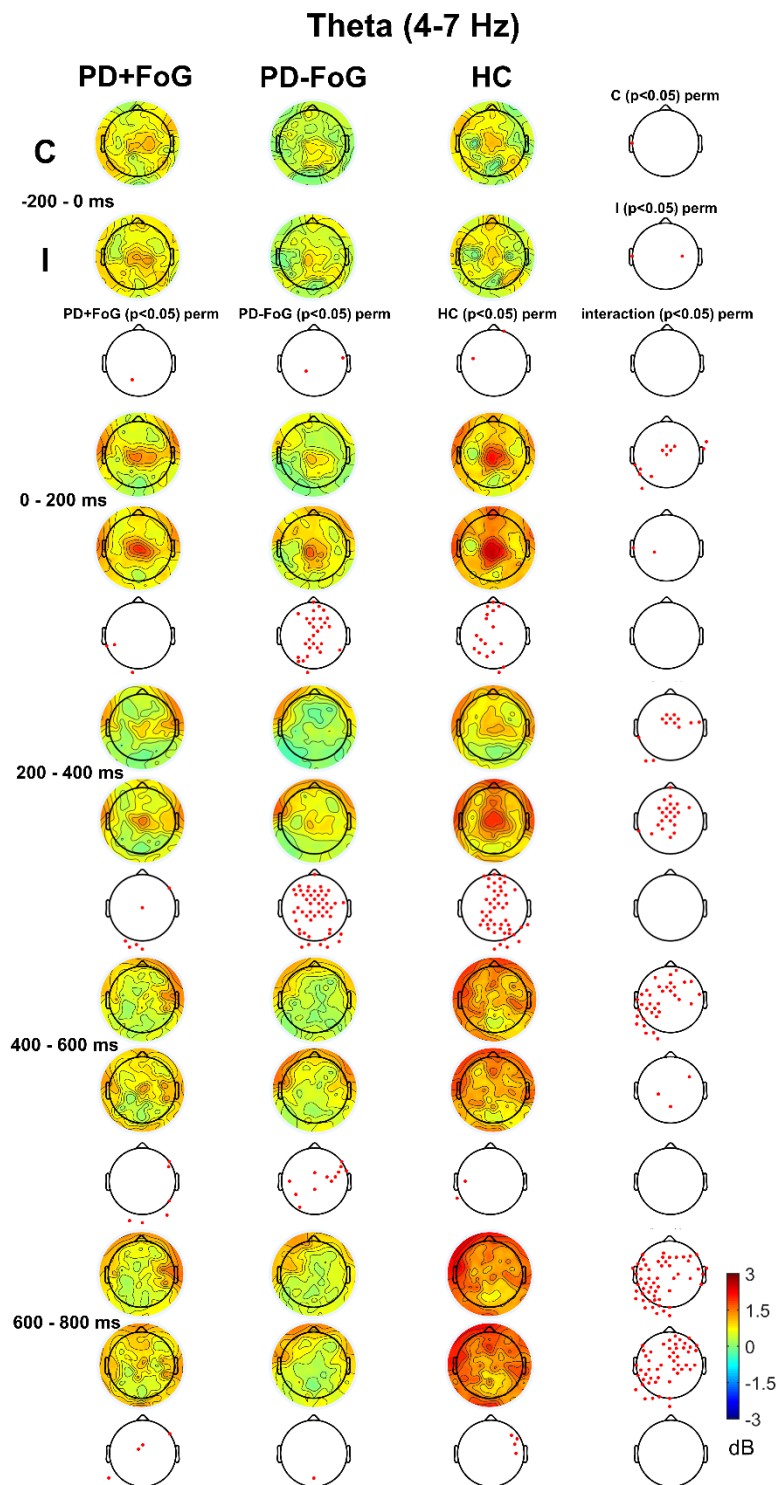 Theta (4-7 Hz)
PD+FoG PD-FoG HC
C (p<0.05) perm
C
-200 - 0 ms
I (p<0.05) perm
I
PD+FoG (p<0.05) perm PD-FoG (p<0.05) perm HC (p<0.05) perm interaction (p<0.05) perm
0 - 200 ms
200 - 400 ms
400 - 600 ms
600 - 800 ms
3
1.5
0
-1.5
-3
dB